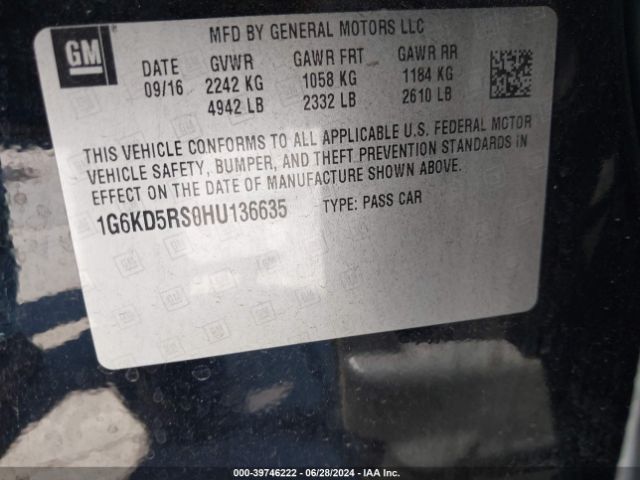 GM
MFD BY GENERAL MOTORS LLC
DATE GVWR GAWR FRT GAWR RR
09/16 2242 KG 1058 KG 1184 KG
4942 LB 2332 LB 2610 LB
THIS VEHICLE CONFORMS TO ALL APPLICABLE U.S. FEDERAL MOTOR
VEHICLE SAFETY, BUMPER, AND THEFT PREVENTION STANDARDS IN
EFFECT ON THE DATE OF MANUFACTURE SHOWN ABOVE.
1G6KD5RS0HU136635 TYPE: PASS CAR
000-39746222 - 06/28/2024 - IAA Inc.